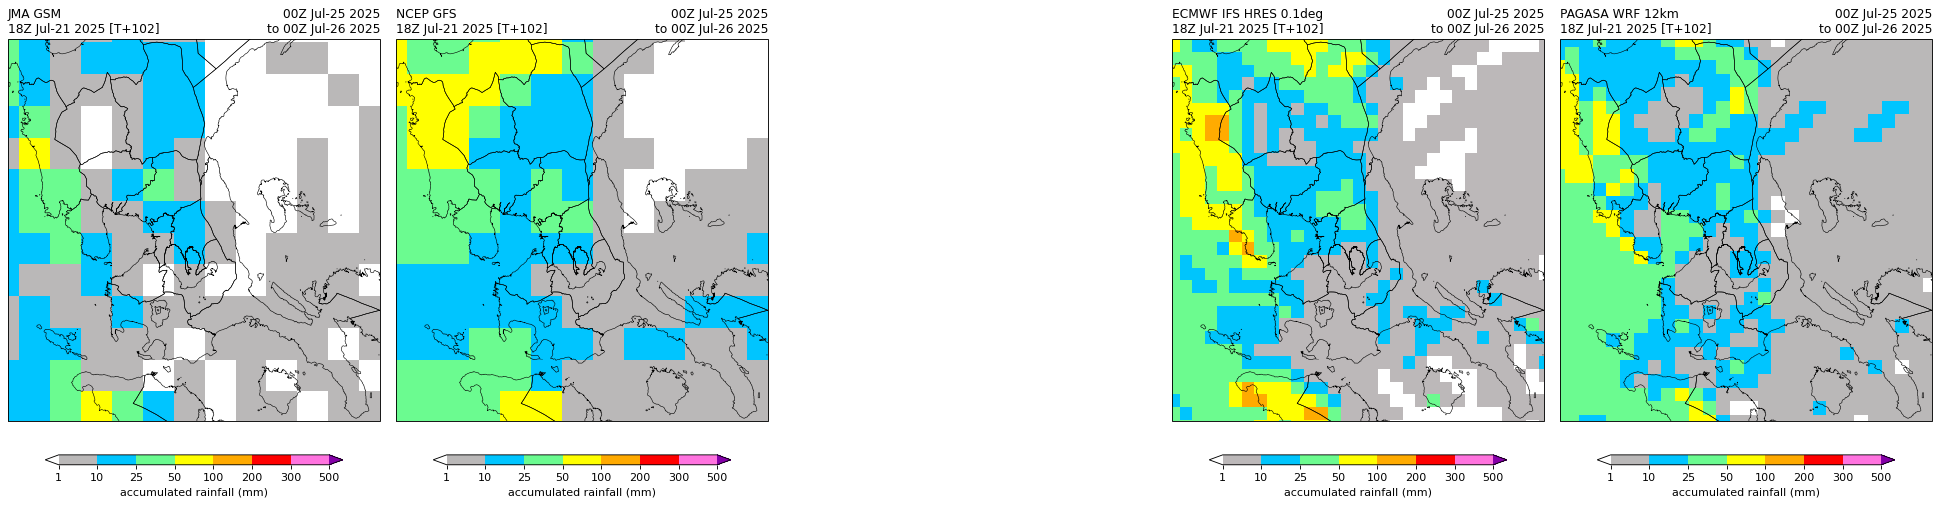 JMA GSM 00Z Jul-25 2025
18Z Jul-21 2025 [T+102] to 00Z Jul-26 2025
1 10 25 50 100 200 300 500
accumulated rainfall (mm)
NCEP GFS 00Z Jul-25 2025
18Z Jul-21 2025 [T+102] to 00Z Jul-26 2025
1 10 25 50 100 200 300 500
accumulated rainfall (mm)
ECMWF IFS HRES 0.1deg 00Z Jul-25 2025
18Z Jul-21 2025 [T+102] to 00Z Jul-26 2025
1 10 25 50 100 200 300 500
accumulated rainfall (mm)
PAGASA WRF 12km 00Z Jul-25 2025
18Z Jul-21 2025 [T+102] to 00Z Jul-26 2025
1 10 25 50 100 200 300 500
accumulated rainfall (mm)